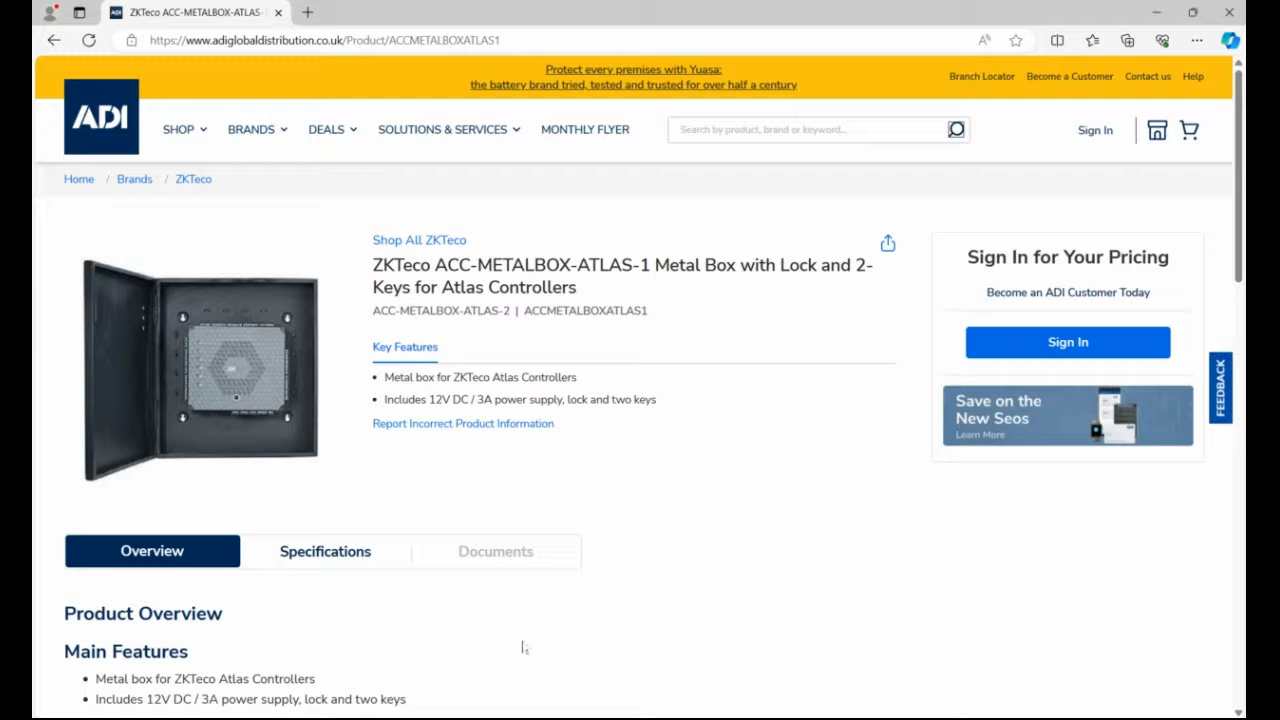 ZKTeco ACC-METALBOX-ATLAS-1
https://www.adiglobaldistribution.co.uk/Product/ACCMETALBOXATLAS1
Protect every premises with Yuasa:
the battery brand tried, tested and trusted for over half a century
Branch Locator Become a Customer Contact us Help
ADI
SHOP BRANDS DEALS SOLUTIONS & SERVICES MONTHLY FLYER
Search by product, brand or keyword...
Sign In
Home / Brands / ZKTeco
Shop All ZKTeco
ZKTeco ACC-METALBOX-ATLAS-1 Metal Box with Lock and 2-
Keys for Atlas Controllers
ACC-METALBOX-ATLAS-2 | ACCMETALBOXATLAS1
Key Features
• Metal box for ZKTeco Atlas Controllers
• Includes 12V DC / 3A power supply, lock and two keys
Report Incorrect Product Information
Sign In for Your Pricing
Become an ADI Customer Today
Sign In
Save on the
New Seos
Learn More
FEEDBACK
Overview Specifications Documents
Product Overview
Main Features
• Metal box for ZKTeco Atlas Controllers
• Includes 12V DC / 3A power supply, lock and two keys